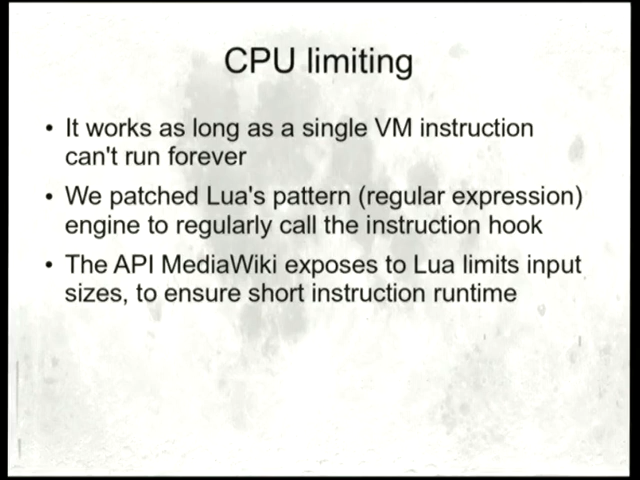 CPU limiting
• It works as long as a single VM instruction
can't run forever
• We patched Lua's pattern (regular expression)
engine to regularly call the instruction hook
• The API MediaWiki exposes to Lua limits input
sizes, to ensure short instruction runtime